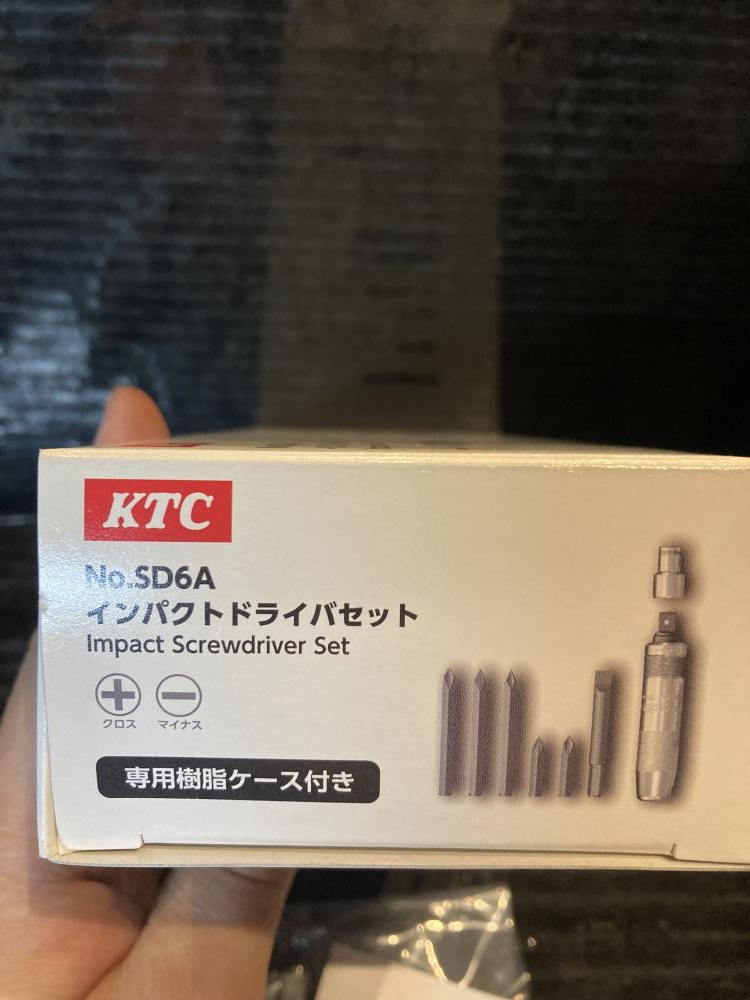 KTC
No.SD6A
インパクトドライバセット
Impact Screwdriver Set
クロス マイナス
専用樹脂ケース付き